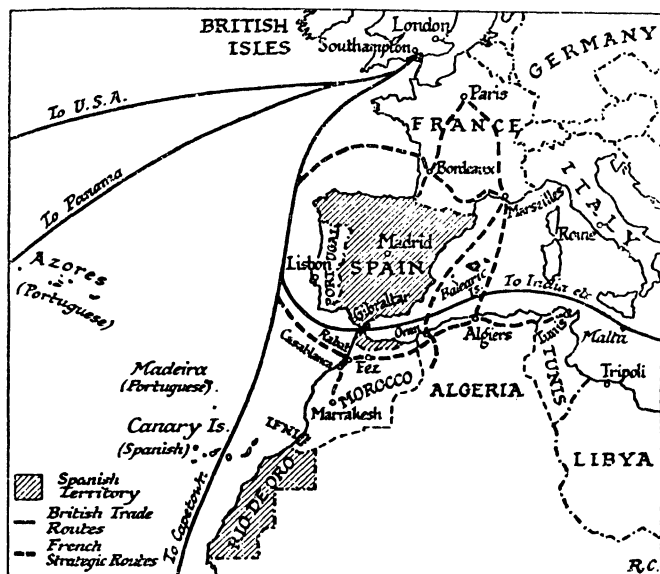 BRITISH
ISLES
London
Southampton
GERMANY
To U.S.A.
Paris
FRANCE
To Panama
Bordeaux
ITALY
Marseilles
Rome
Azores
(Portuguese)
Lisbon
PORTUGAL
Madrid
SPAIN
Balearic
Is.
To India etc.
Gibraltar
Rabat
Casablanca
Oran
Algiers
Tunis
Malta
Fez
MOROCCO
ALGERIA
TUNIS
Tripoli
Madeira
(Portuguese)
Marrakesh
Canary Is.
(Spanish)
IFNI
RIO DE ORO
LIBYA
To Capetown
Spanish
Territory
British Trade
Routes
French
Strategic Routes
R.C.